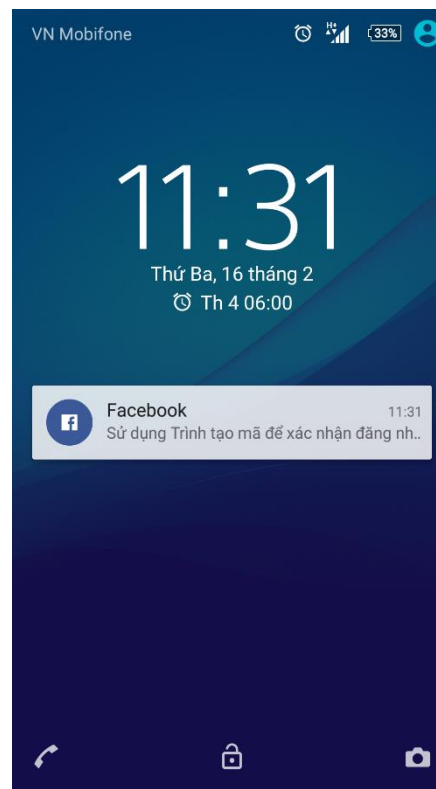 VN Mobifone
H+
33%
11:31
Thứ Ba, 16 tháng 2
Th 4 06:00
Facebook
11:31
Sử dụng Trình tạo mã để xác nhận đăng nh..